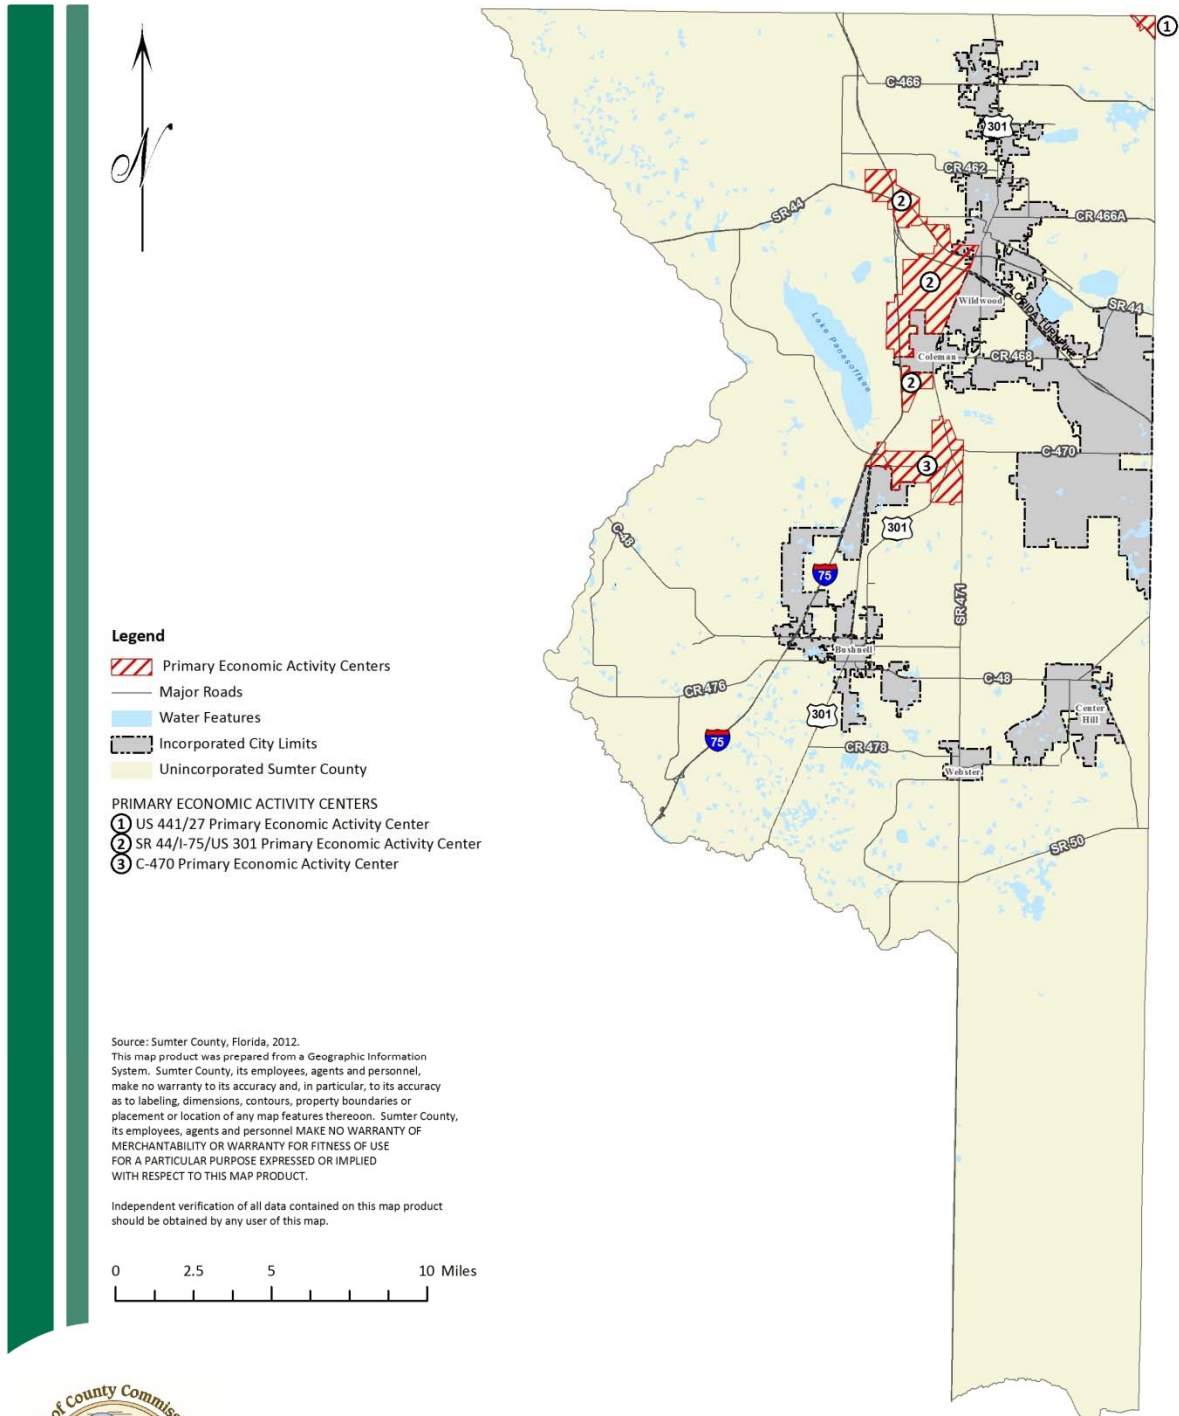 N
1
C-466
301
CR 462
2
SR 44
CR 466A
2
Wildwood
FLORIDA TURNPIKE
SR 44
Lake Panasoffkee
Coleman
CR 468
2
C-470
3
301
C-48
75
SR 471
Bushnell
C-48
CR 476
Center
Hill
301
75
CR 478
Webster
SR 50
Legend
Primary Economic Activity Centers
Major Roads
Water Features
Incorporated City Limits
Unincorporated Sumter County
PRIMARY ECONOMIC ACTIVITY CENTERS
1 US 441/27 Primary Economic Activity Center
2 SR 44/I-75/US 301 Primary Economic Activity Center
3 C-470 Primary Economic Activity Center
Source: Sumter County, Florida, 2012.
This map product was prepared from a Geographic Information
System. Sumter County, its employees, agents and personnel,
make no warranty to its accuracy and, in particular, to its accuracy
as to labeling, dimensions, contours, property boundaries or
placement or location of any map features thereoon. Sumter County,
its employees, agents and personnel MAKE NO WARRANTY OF
MERCHANTABILITY OR WARRANTY FOR FITNESS OF USE
FOR A PARTICULAR PURPOSE EXPRESSED OR IMPLIED
WITH RESPECT TO THIS MAP PRODUCT.
Independent verification of all data contained on this map product
should be obtained by any user of this map.
0 2.5 5 10 Miles
of County Commiss